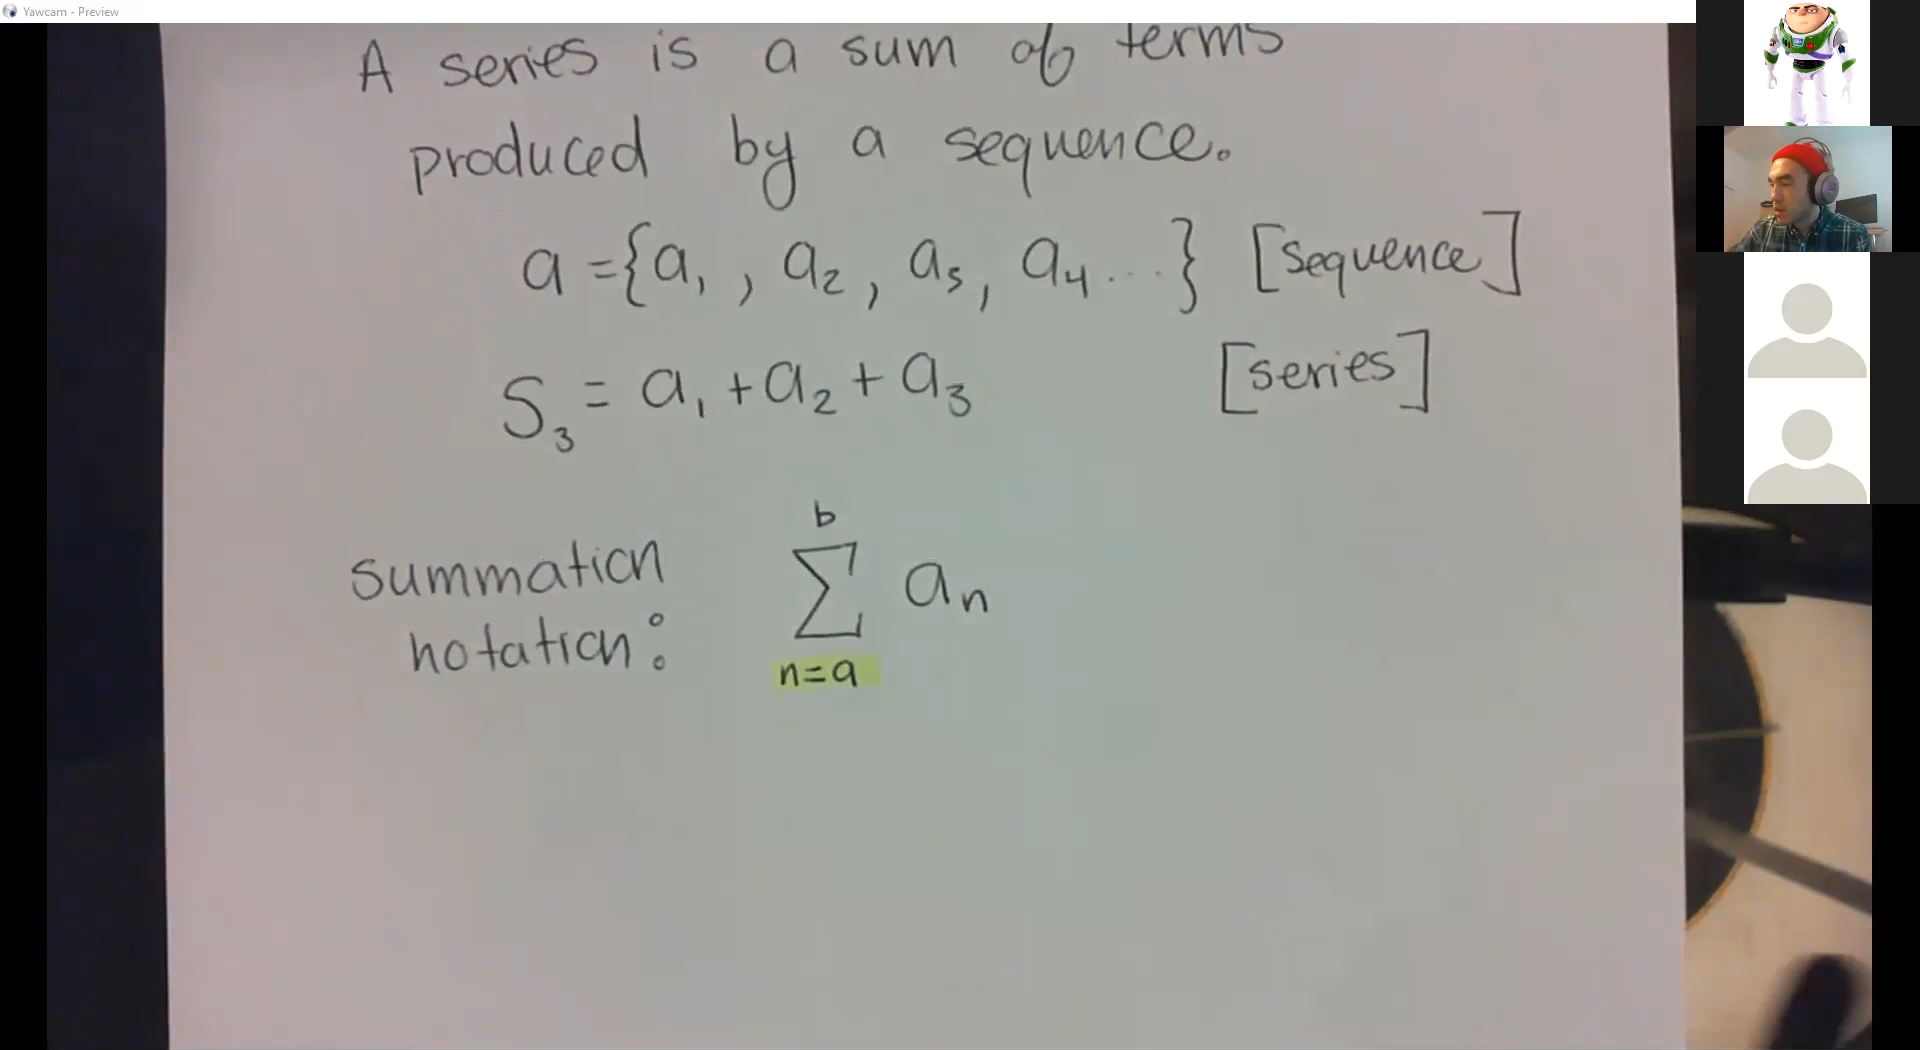 Yawcam - Preview
A series is a sum of terms
produced by a sequence.
a = {a₁, a₂, a₃, a₄ ... } [sequence]
S₃ = a₁ + a₂ + a₃ [series]
b
summation ∑ aₙ
notation:
n=a